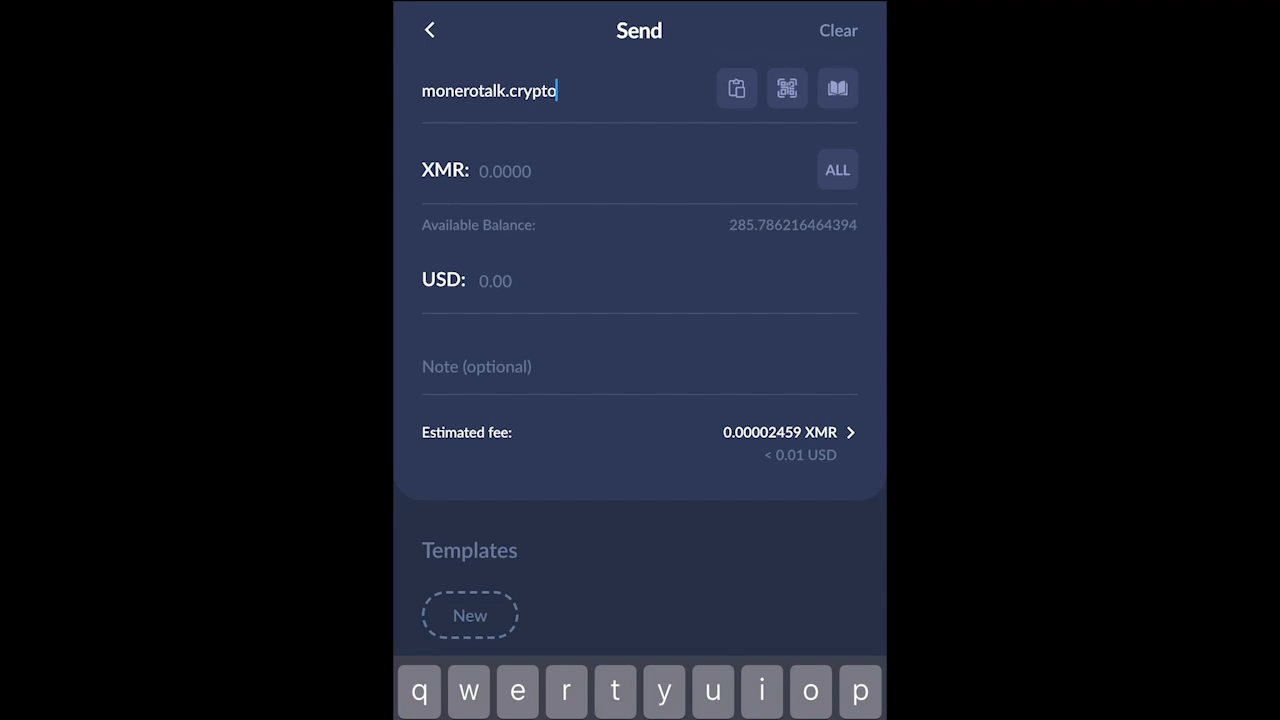 Send
Clear
monerotalk.crypto
XMR: 0.0000
ALL
Available Balance: 285.786216464394
USD: 0.00
Note (optional)
Estimated fee: 0.00002459 XMR
< 0.01 USD
Templates
New
q w e r t y u i o p